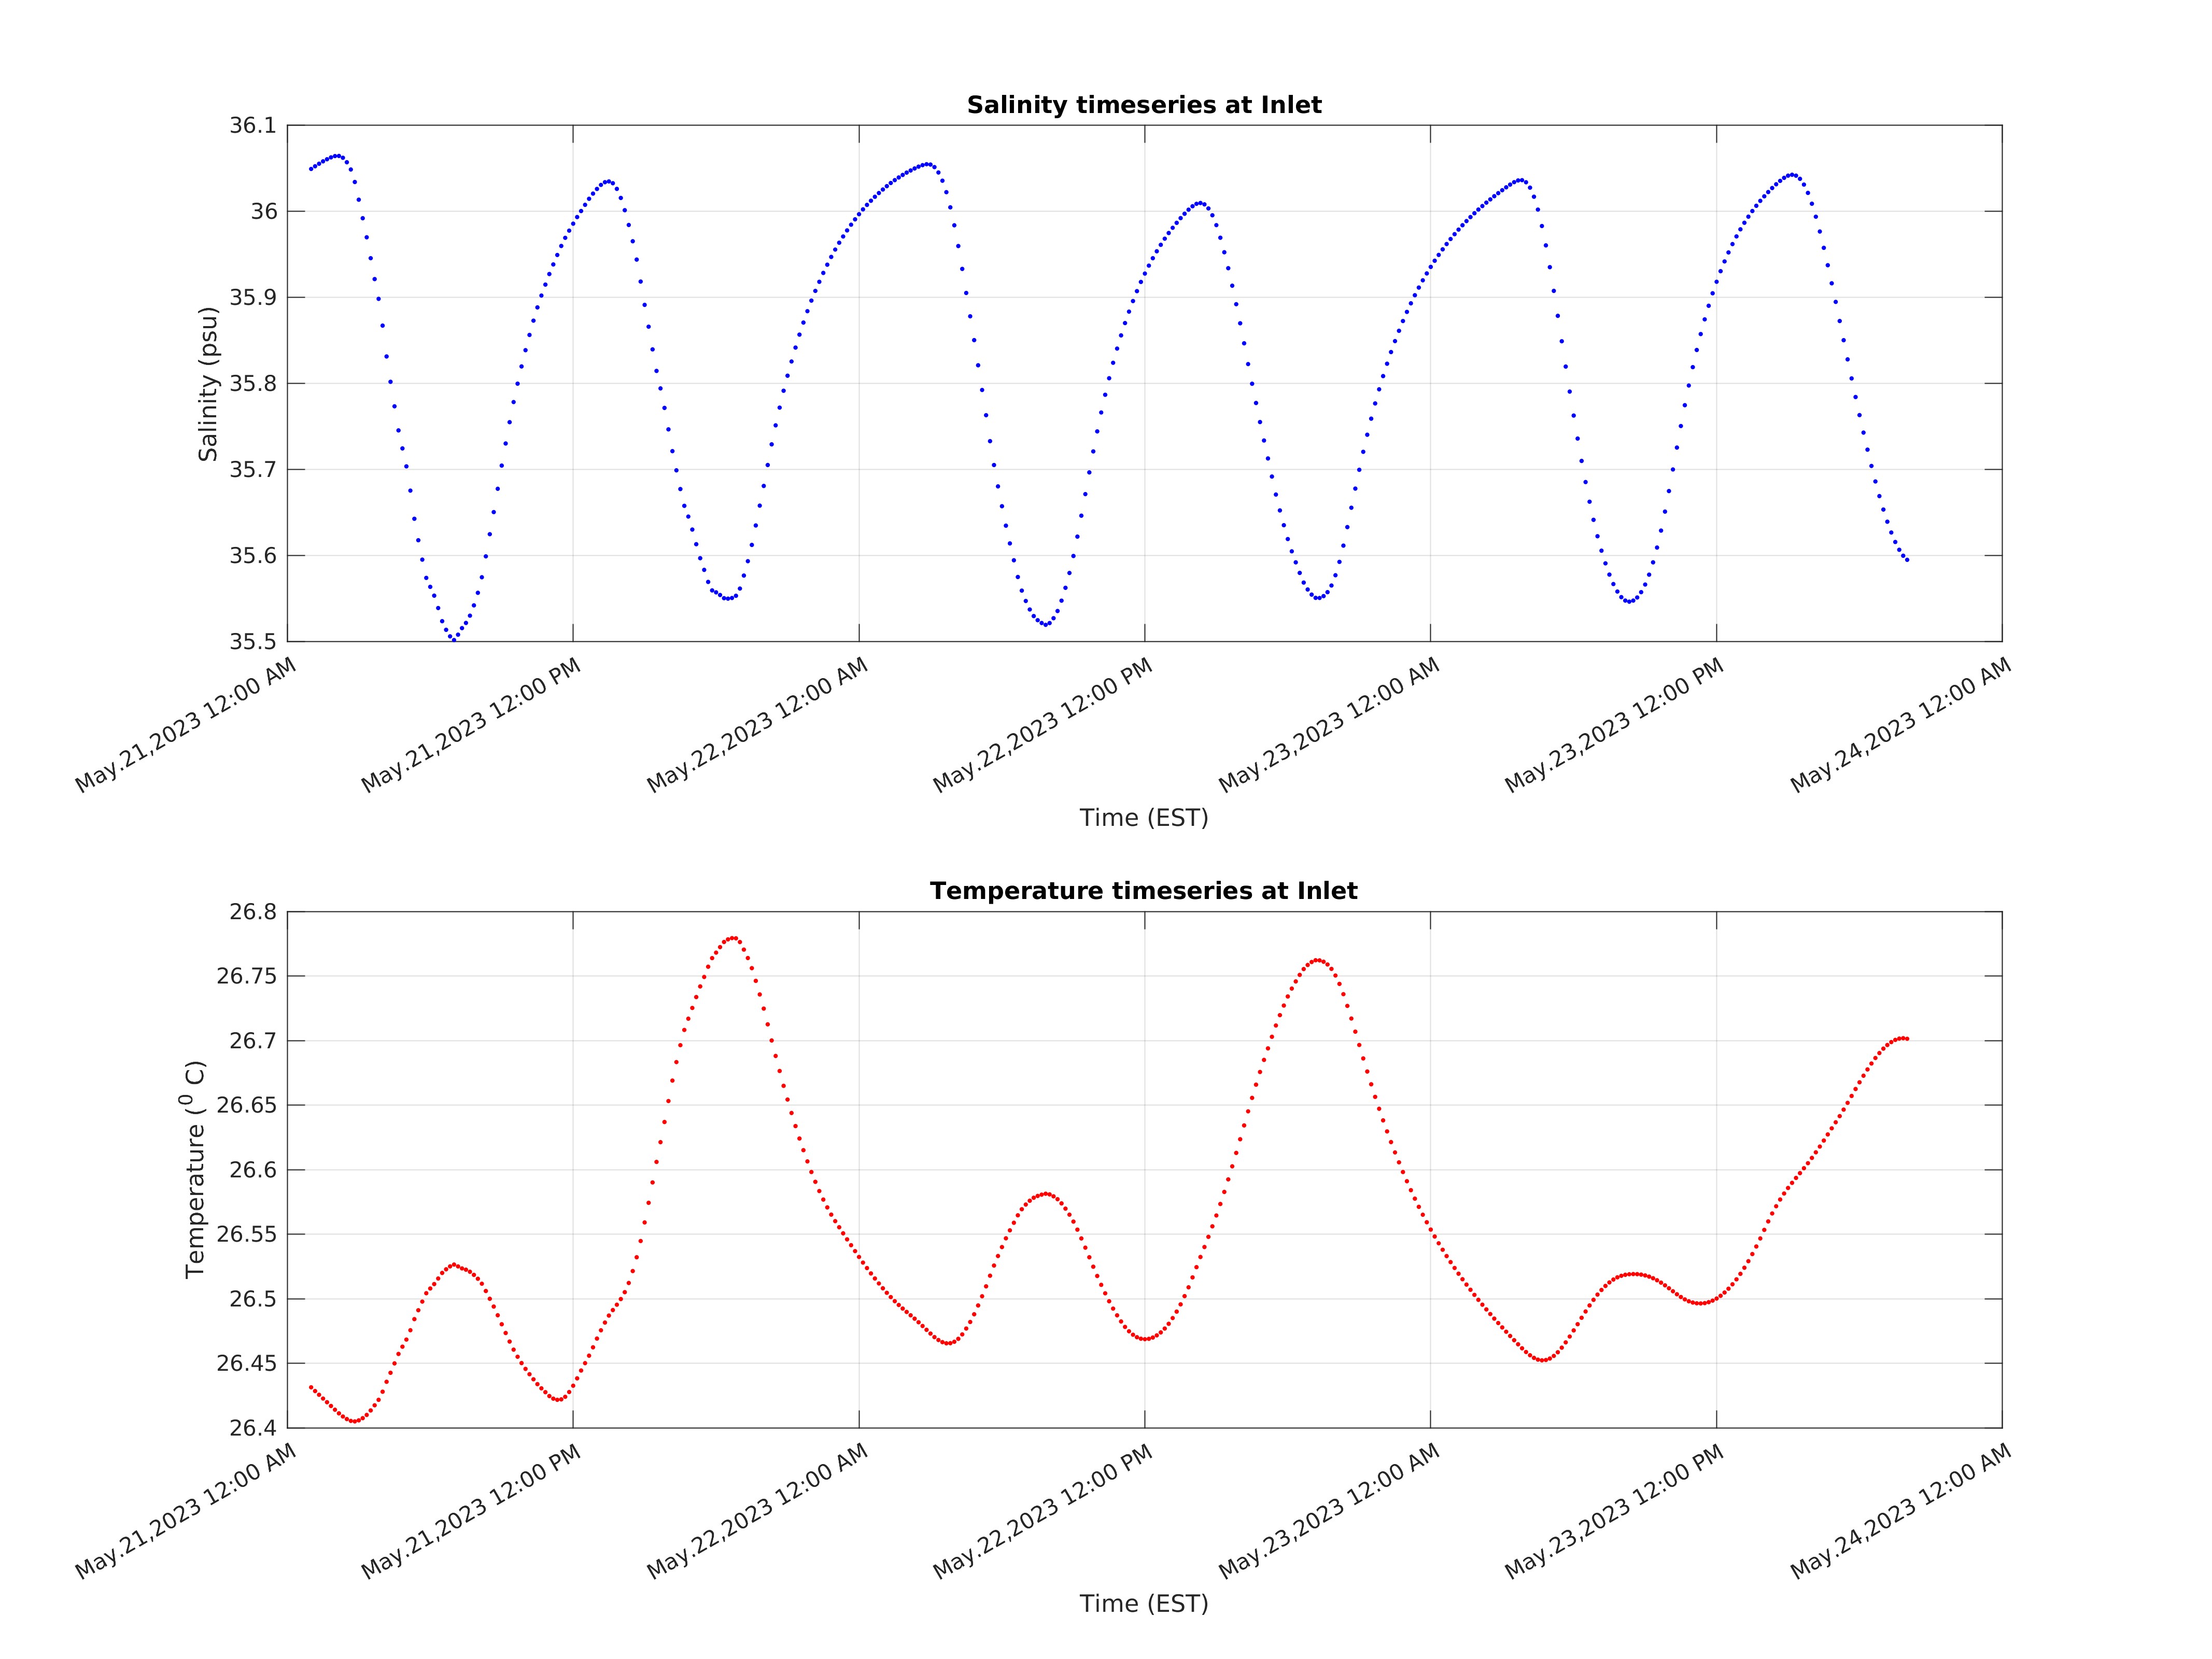 Salinity timeseries at Inlet
36.1
36
35.9
35.8
35.7
35.6
35.5
Salinity (psu)
May.21,2023 12:00 AM
May.21,2023 12:00 PM
May.22,2023 12:00 AM
May.22,2023 12:00 PM
May.23,2023 12:00 AM
May.23,2023 12:00 PM
May.24,2023 12:00 AM
Time (EST)
Temperature timeseries at Inlet
26.8
26.75
26.7
26.65
26.6
26.55
26.5
26.45
26.4
Temperature (⁰ C)
May.21,2023 12:00 AM
May.21,2023 12:00 PM
May.22,2023 12:00 AM
May.22,2023 12:00 PM
May.23,2023 12:00 AM
May.23,2023 12:00 PM
May.24,2023 12:00 AM
Time (EST)